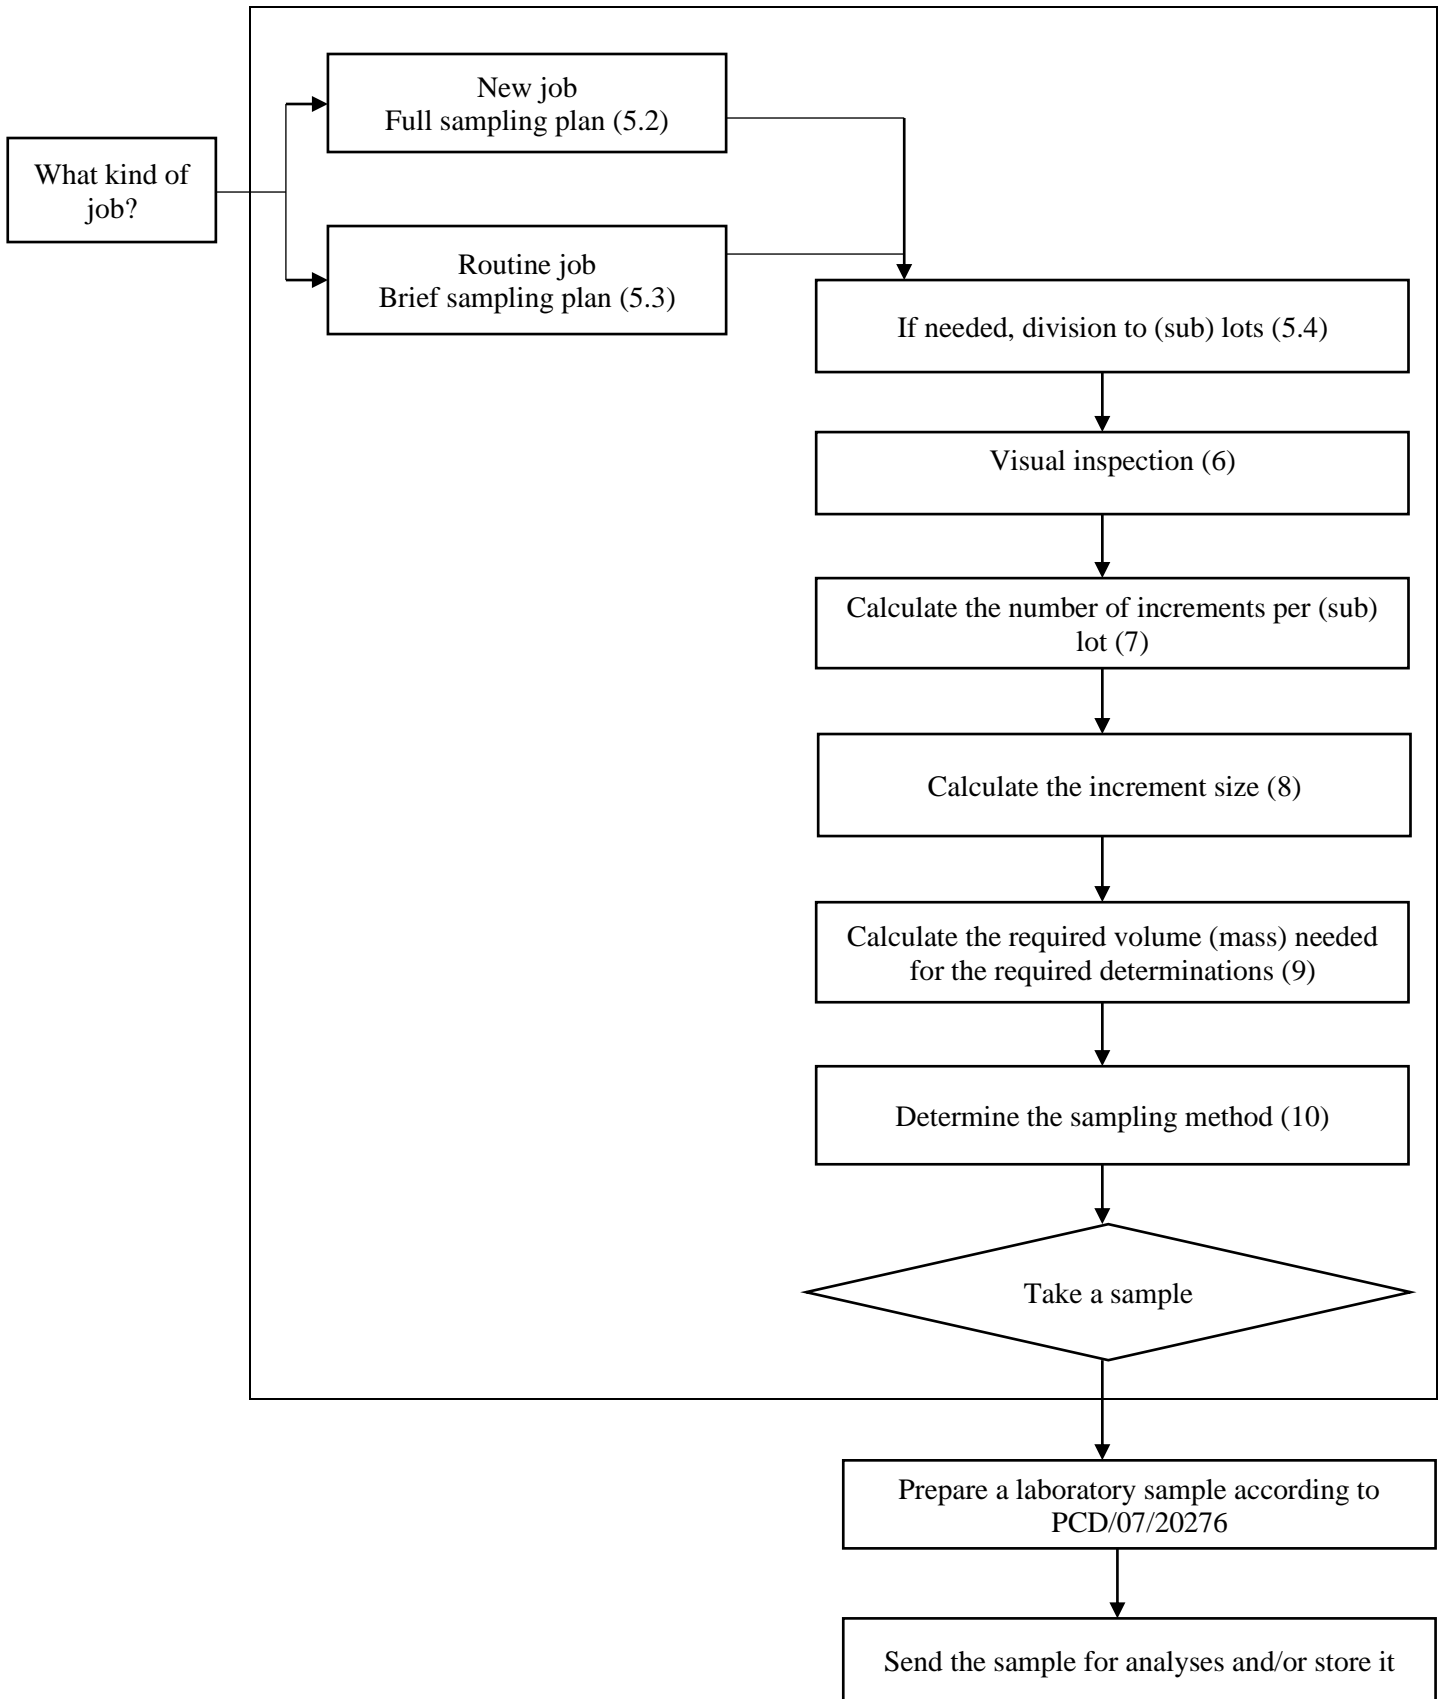 What kind of
job?
New job
Full sampling plan (5.2)
Routine job
Brief sampling plan (5.3)
If needed, division to (sub) lots (5.4)
Visual inspection (6)
Calculate the number of increments per (sub)
lot (7)
Calculate the increment size (8)
Calculate the required volume (mass) needed
for the required determinations (9)
Determine the sampling method (10)
Take a sample
Prepare a laboratory sample according to
PCD/07/20276
Send the sample for analyses and/or store it